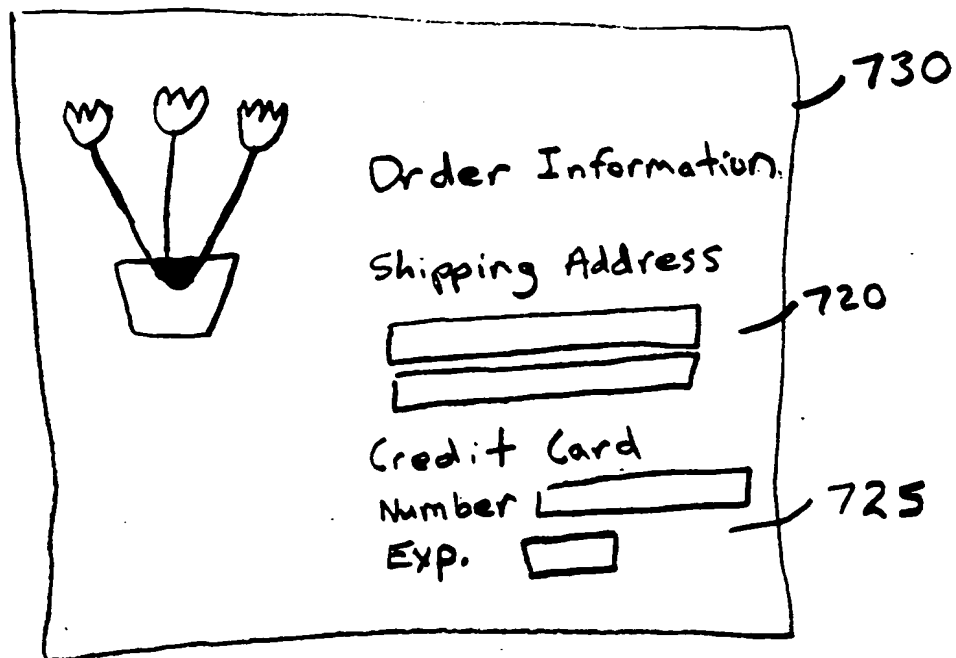 730
Order Information.
Shipping Address
720
Credit Card
Number
725
Exp.